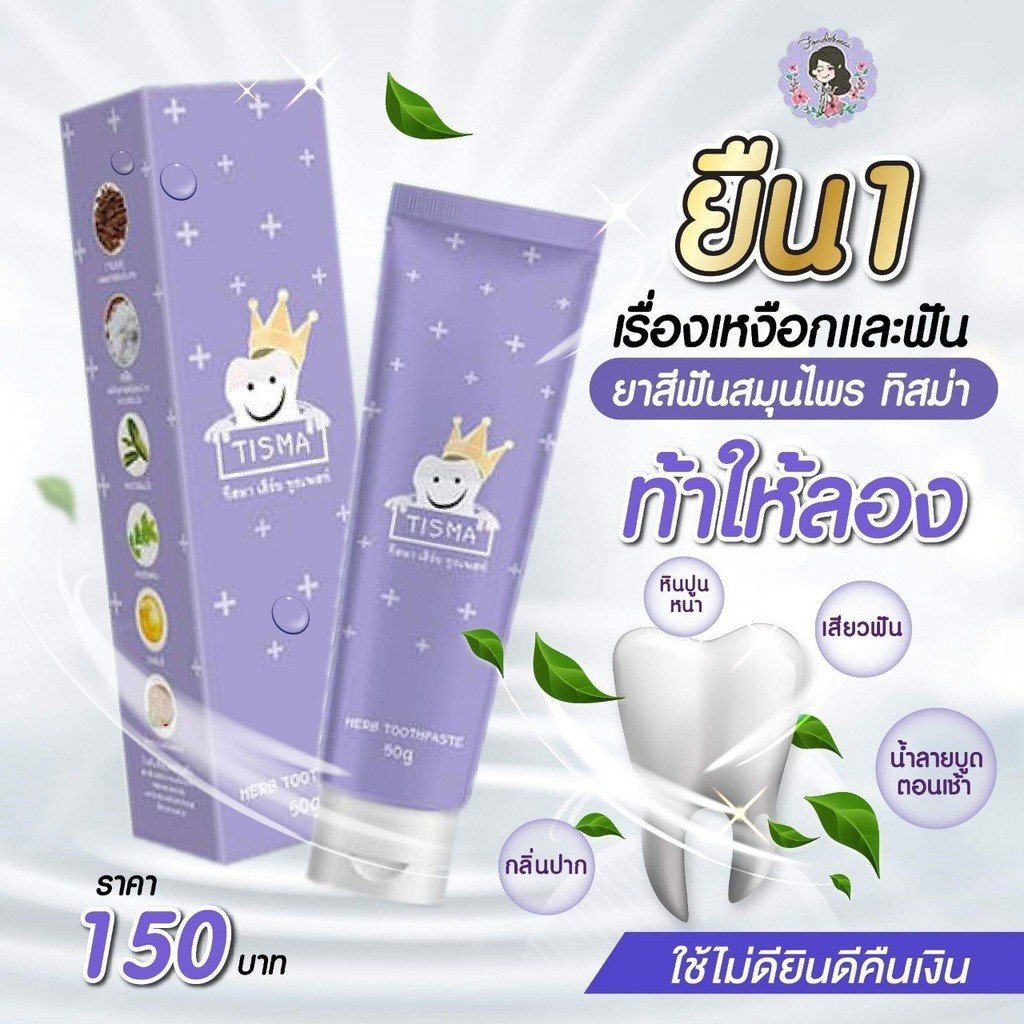 ยืน1
เรื่องเหงือกและฟัน
ยาสีฟันสมุนไพร ทิสม่า
ท้าให้ลอง
หินปูน
หนา
เสียวฟัน
น้ำลายบูด
ตอนเช้า
กลิ่นปาก
TISMA
TISMA
HERB TOOTHPASTE
50g
HERB
ราคา
150 บาท
ใช้ไม่ดียินดีคืนเงิน